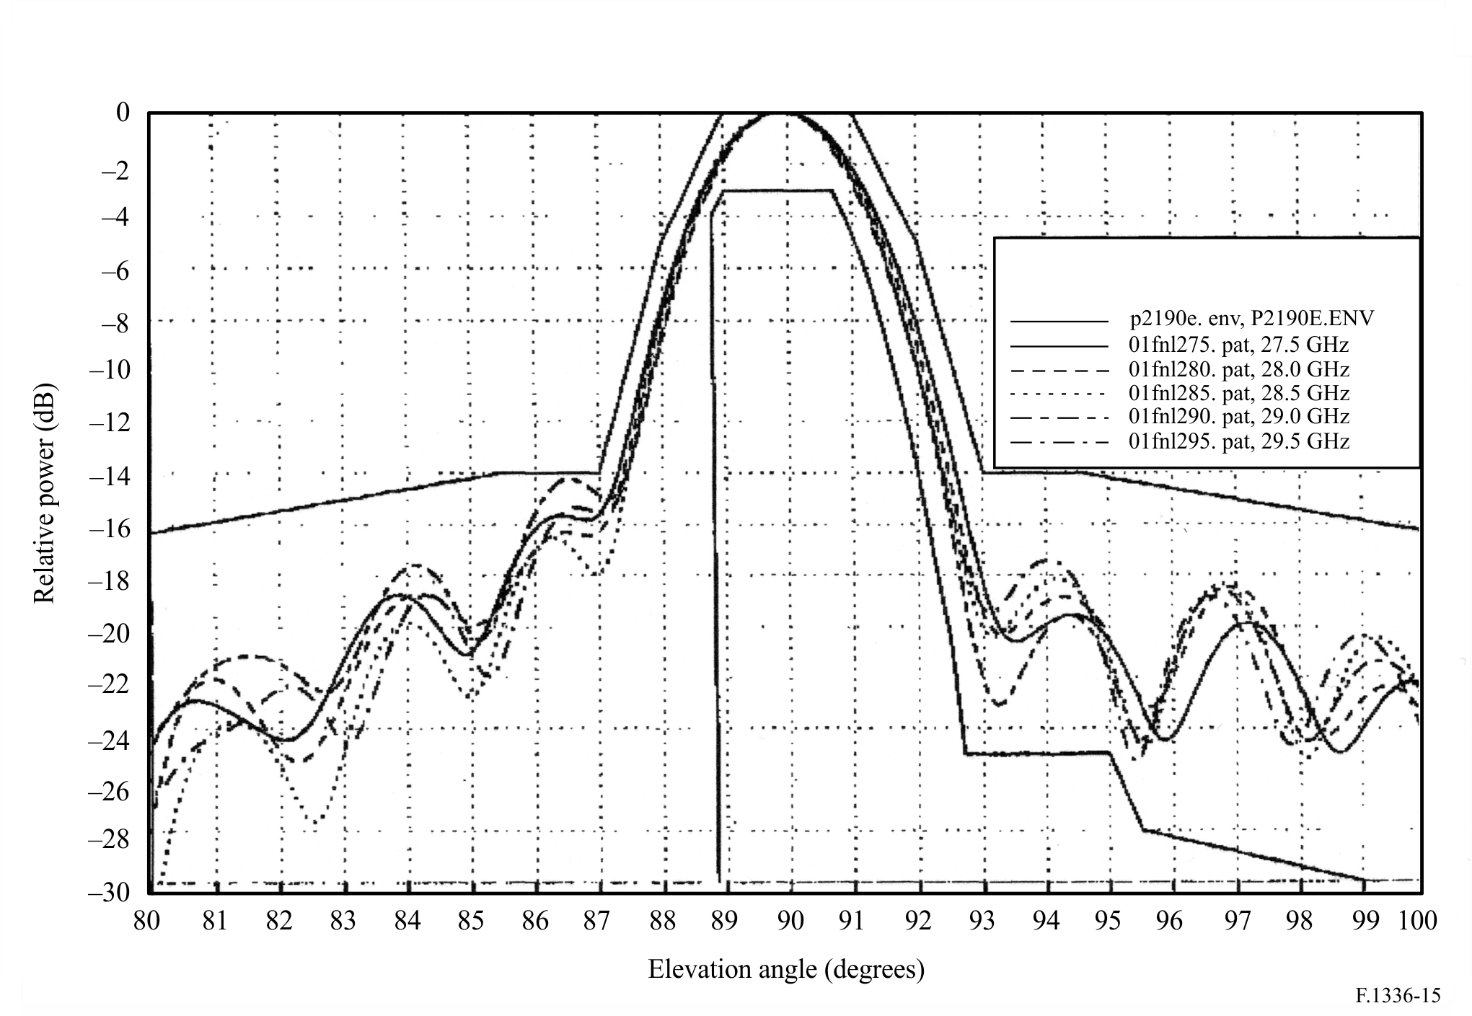 0
–2
–4
–6
–8
–10
–12
–14
–16
–18
–20
–22
–24
–26
–28
–30
Relative power (dB)
p2190e. env, P2190E.ENV
01fnl275. pat, 27.5 GHz
01fnl280. pat, 28.0 GHz
01fnl285. pat, 28.5 GHz
01fnl290. pat, 29.0 GHz
01fnl295. pat, 29.5 GHz
80 81 82 83 84 85 86 87 88 89 90 91 92 93 94 95 96 97 98 99 100
Elevation angle (degrees)
F.1336-15